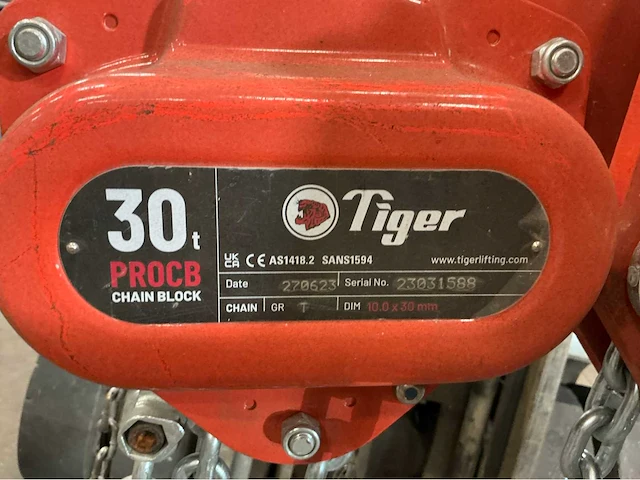 30t
PROCB
CHAIN BLOCK
Tiger
UK CA CE AS1418.2 SANS1594
www.tigerlifting.com
Date 270623 Serial No. 23031588
CHAIN GR T DIM 10.0 x 30 mm